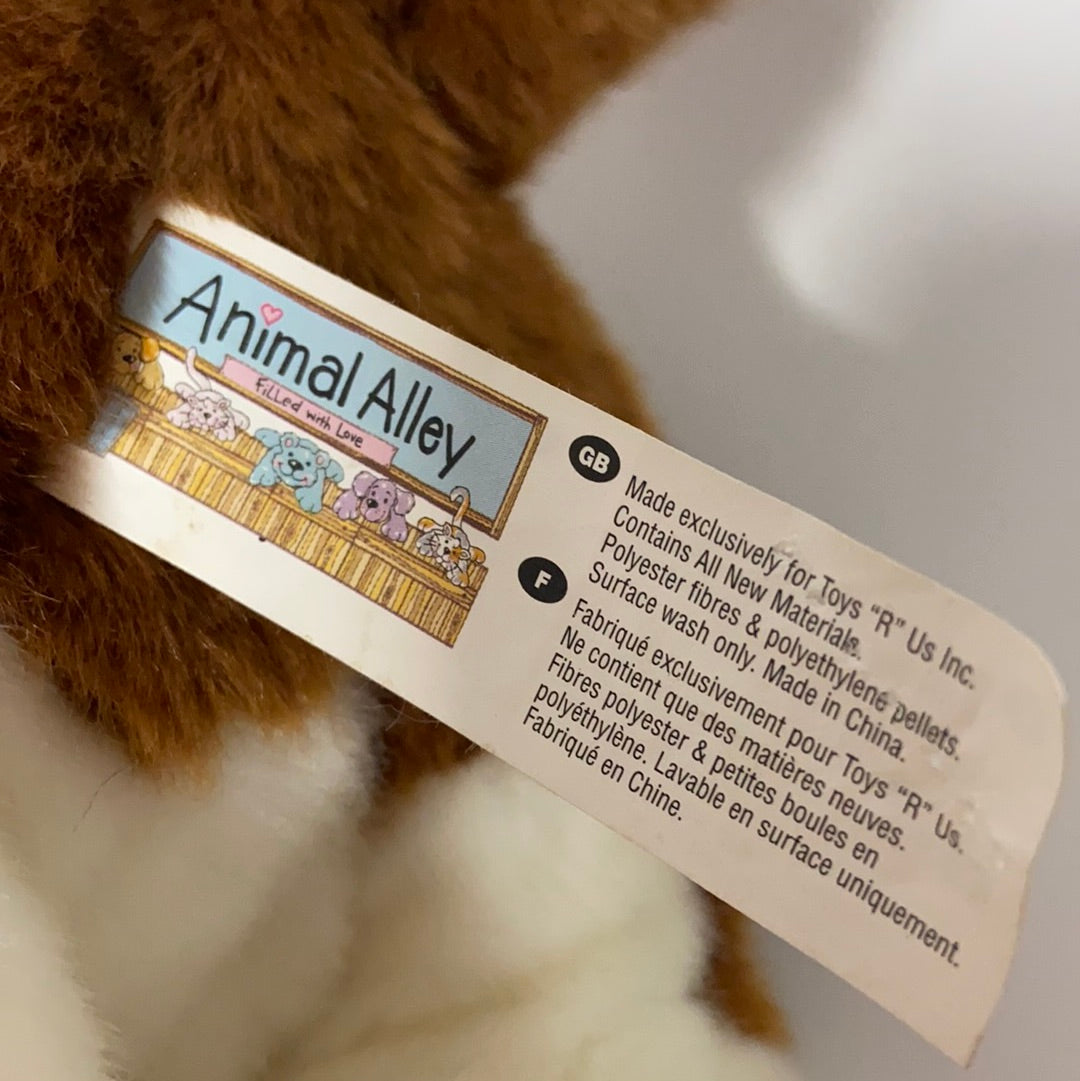 Animal Alley
Filled with Love
GB
Made exclusively for Toys “R” Us Inc.
Contains All New Materials.
Polyester fibres & polyethylene pellets.
Surface wash only. Made in China.
F
Fabriqué exclusivement pour Toys “R” Us.
Ne contient que des matières neuves.
Fibres polyester & petites boules en
polyéthylène. Lavable en surface uniquement.
Fabriqué en Chine.